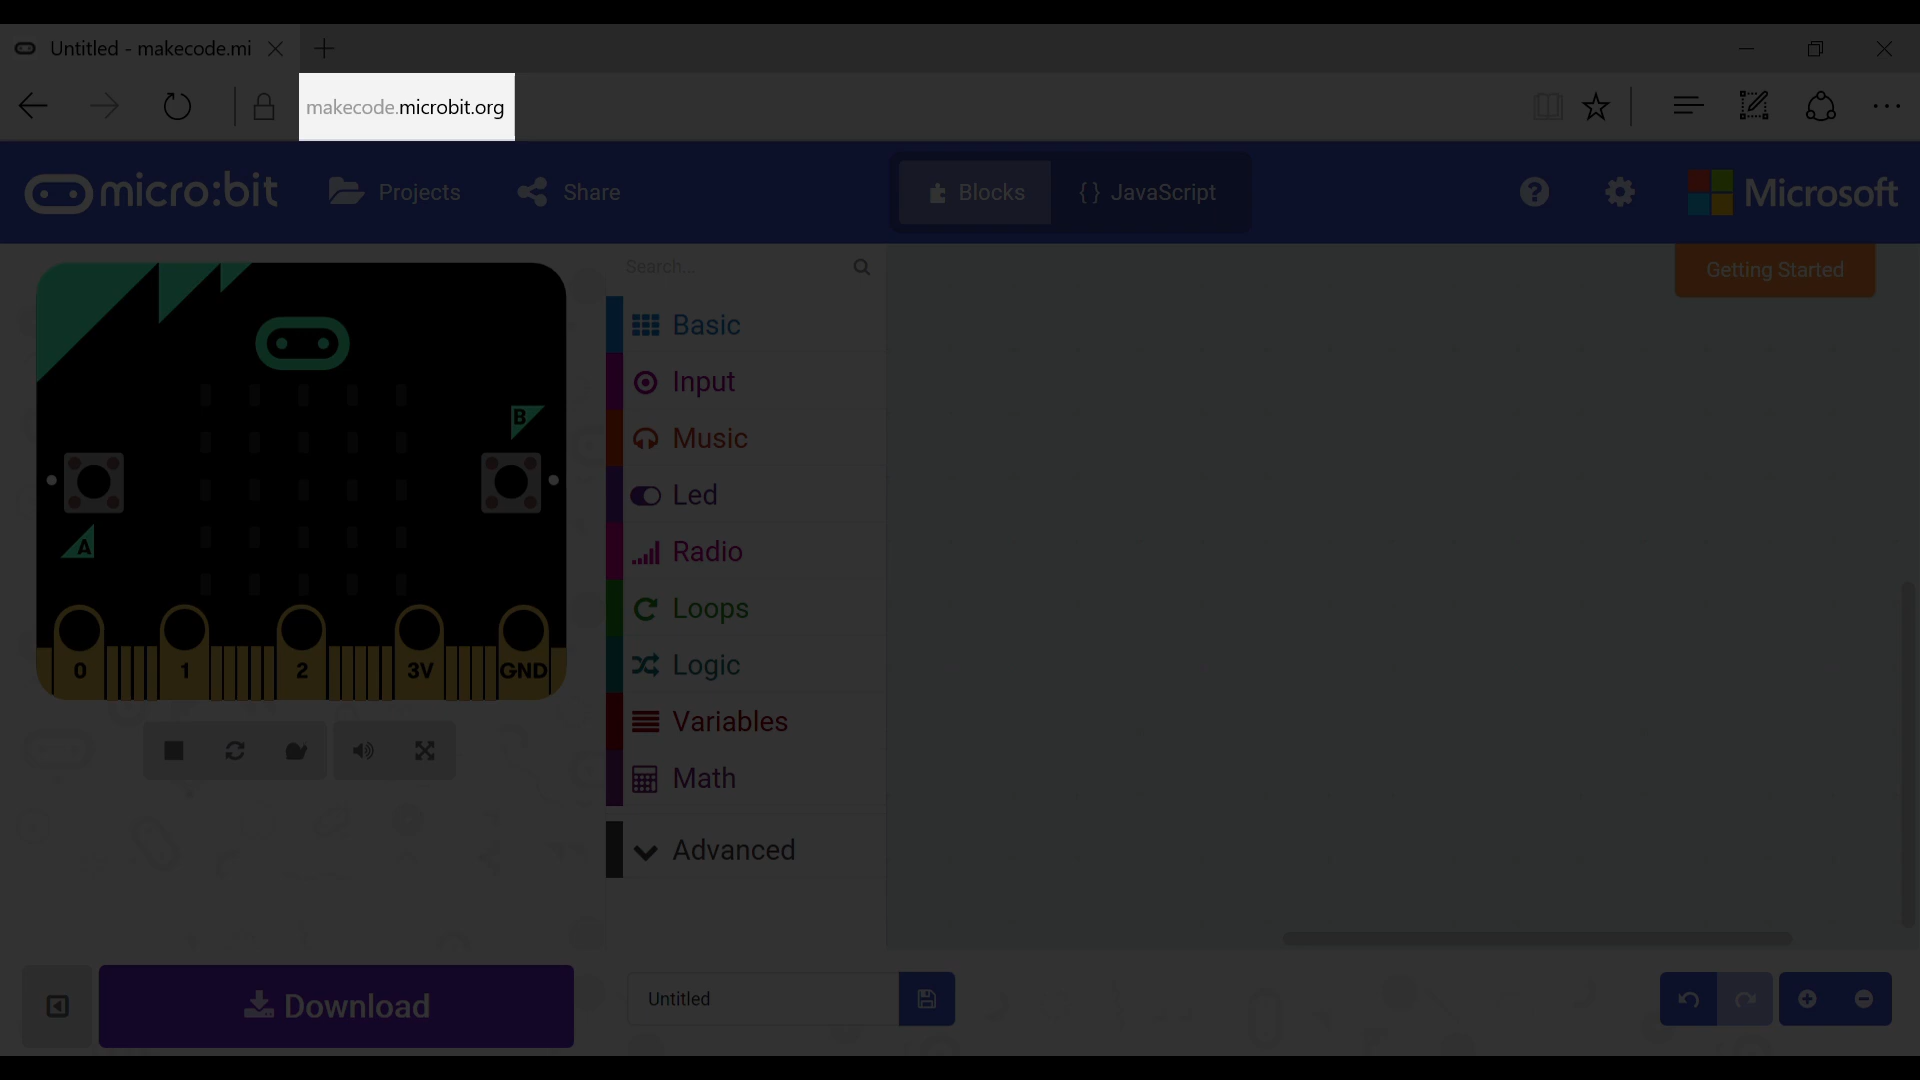 Untitled - makecode.mi
makecode.microbit.org
micro:bit
Projects
Share
Blocks
{ } JavaScript
Microsoft
Search...
Getting Started
Basic
Input
Music
Led
Radio
Loops
Logic
Variables
Math
Advanced
B
A
0
1
2
3V
GND
Download
Untitled